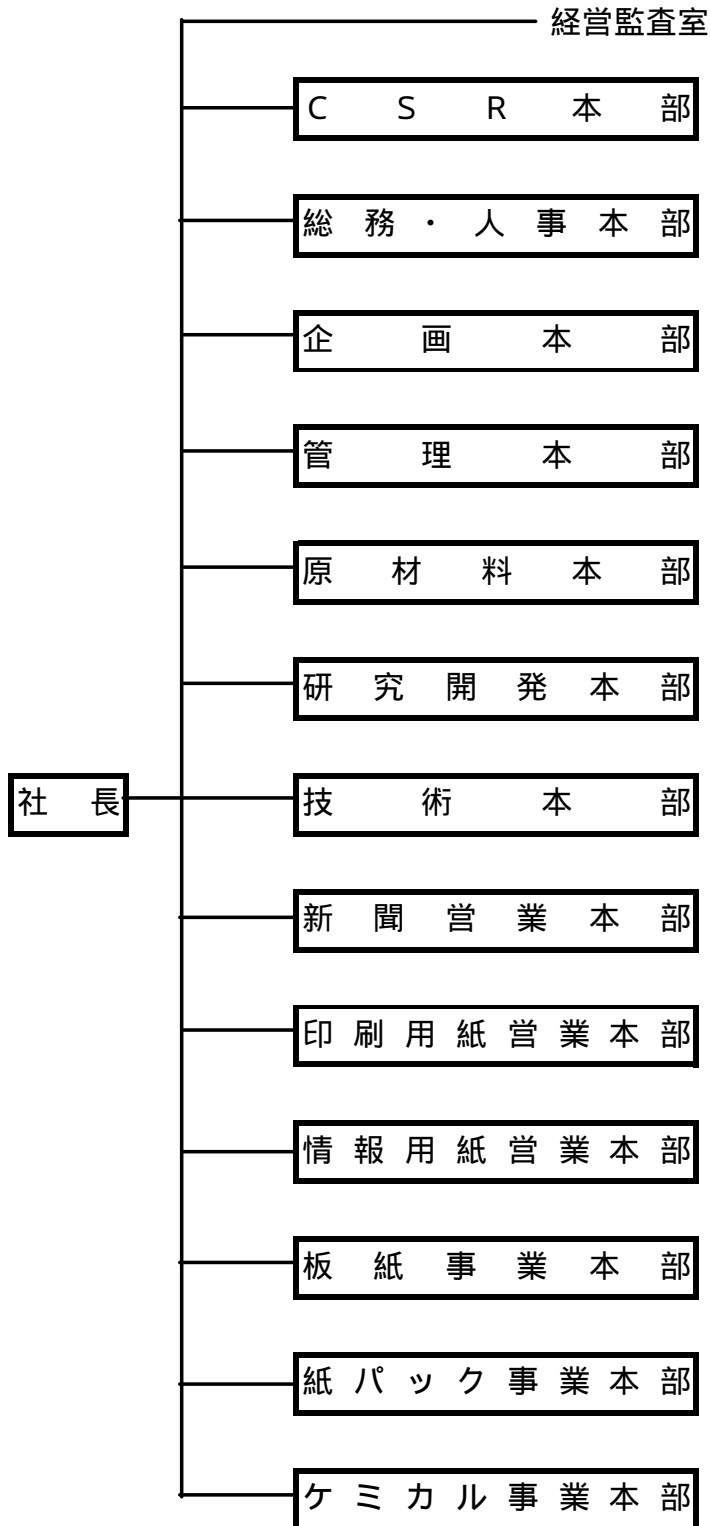 経営監査室
CSR本部
総務・人事本部
企画本部
管理本部
原材料本部
研究開発本部
社長
技術本部
新聞営業本部
印刷用紙営業本部
情報用紙営業本部
板紙事業本部
紙パック事業本部
ケミカル事業本部